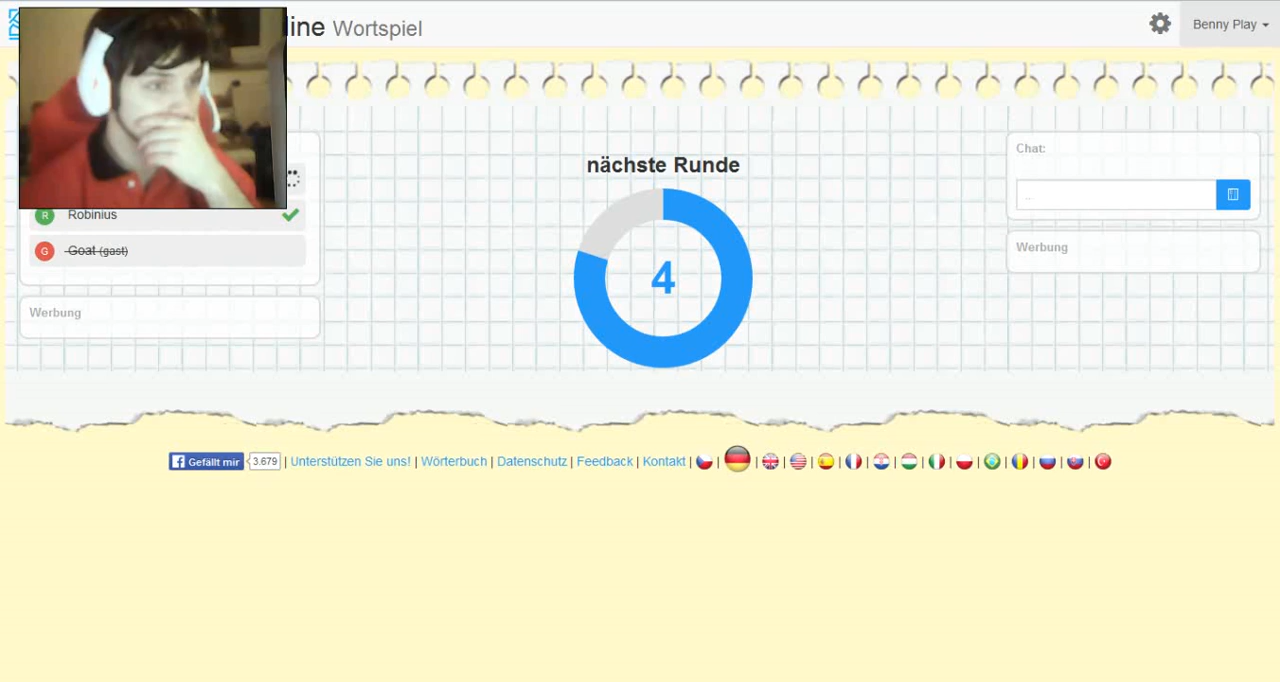 line Wortspiel
Benny Play
nächste Runde
Chat:
R Robinius
G Goat (gast)
4
Werbung
Werbung
Gefällt mir 3.679 | Unterstützen Sie uns! | Wörterbuch | Datenschutz | Feedback | Kontakt |